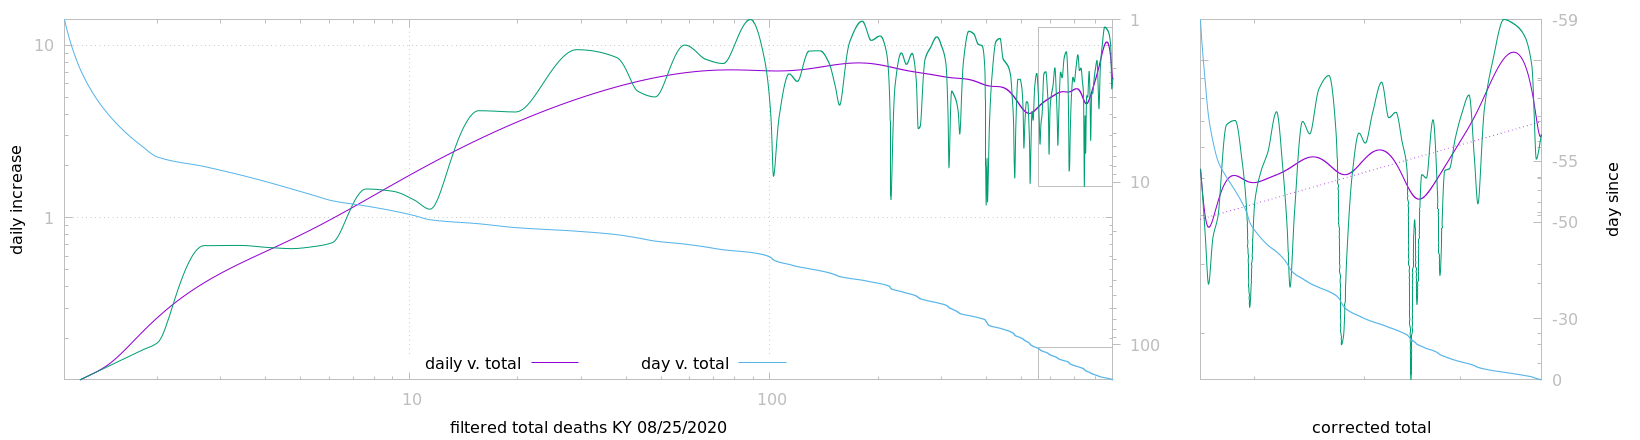 10
1
daily increase
daily v. total
day v. total
10
100
filtered total deaths KY 08/25/2020
1
10
100
-59
-55
-50
-30
0
day since
corrected total